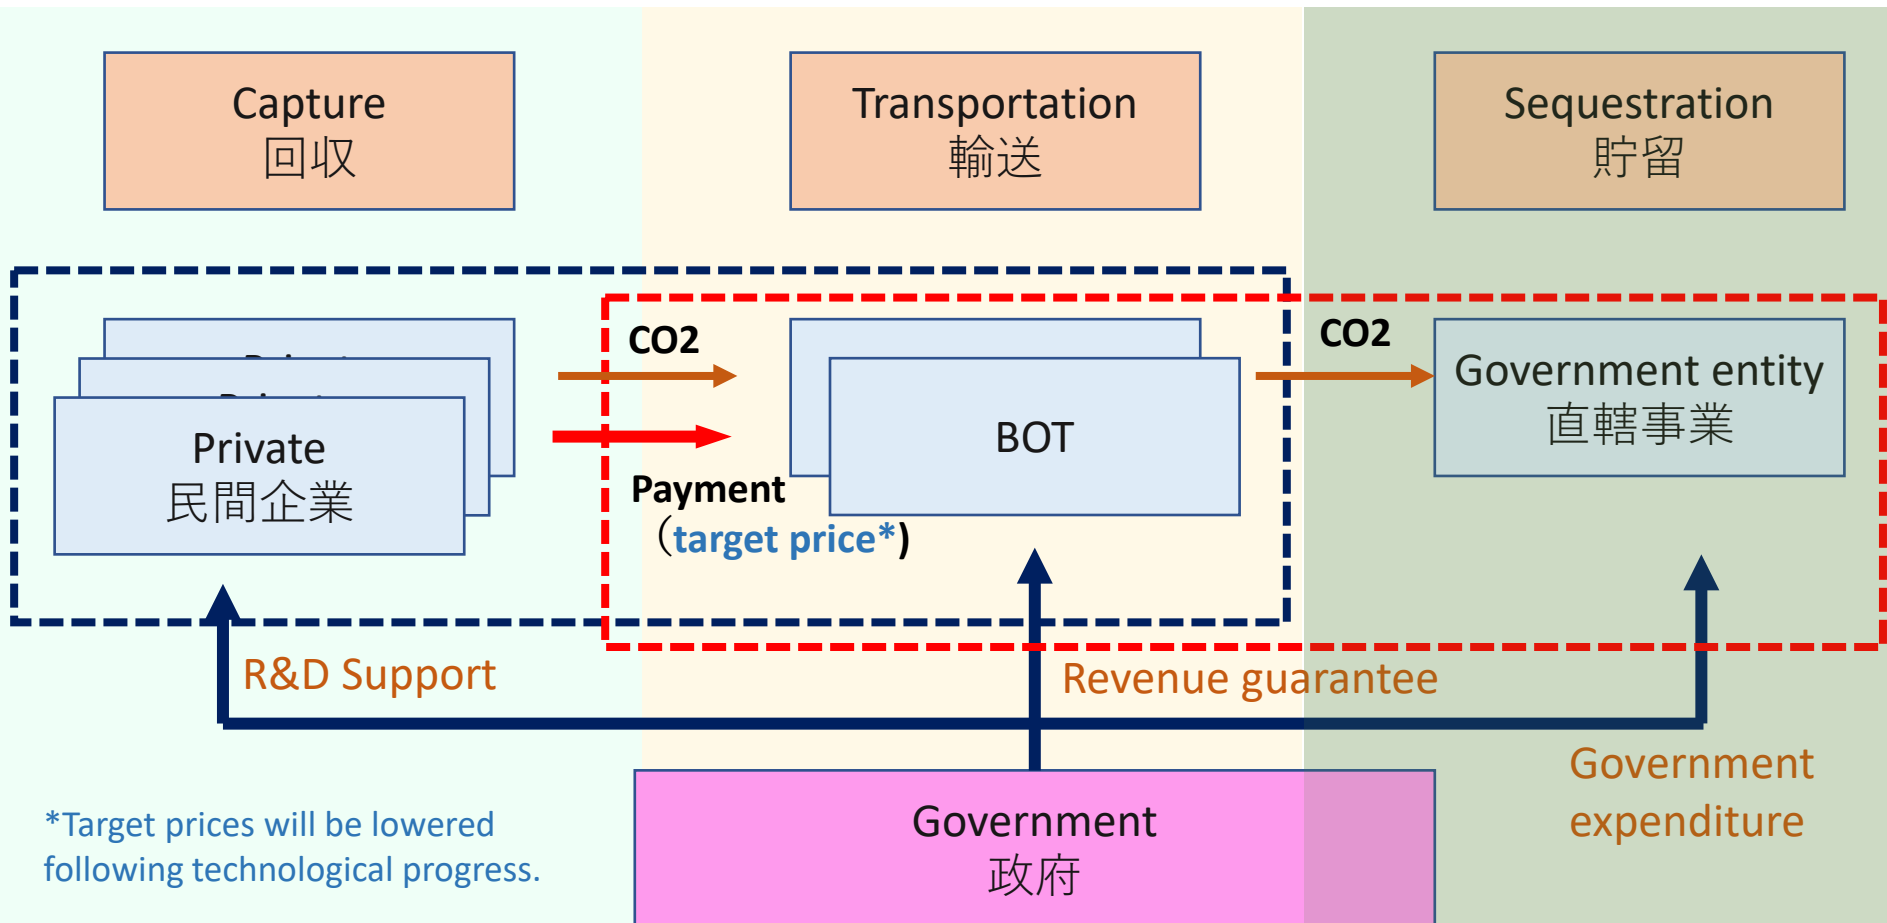 Capture
回収
Transportation
輸送
Sequestration
貯留
Private
民間企業
CO2
Payment
（target price*)
BOT
CO2
Government entity
直轄事業
R&D Support
Revenue guarantee
Government
expenditure
Government
政府
*Target prices will be lowered
following technological progress.